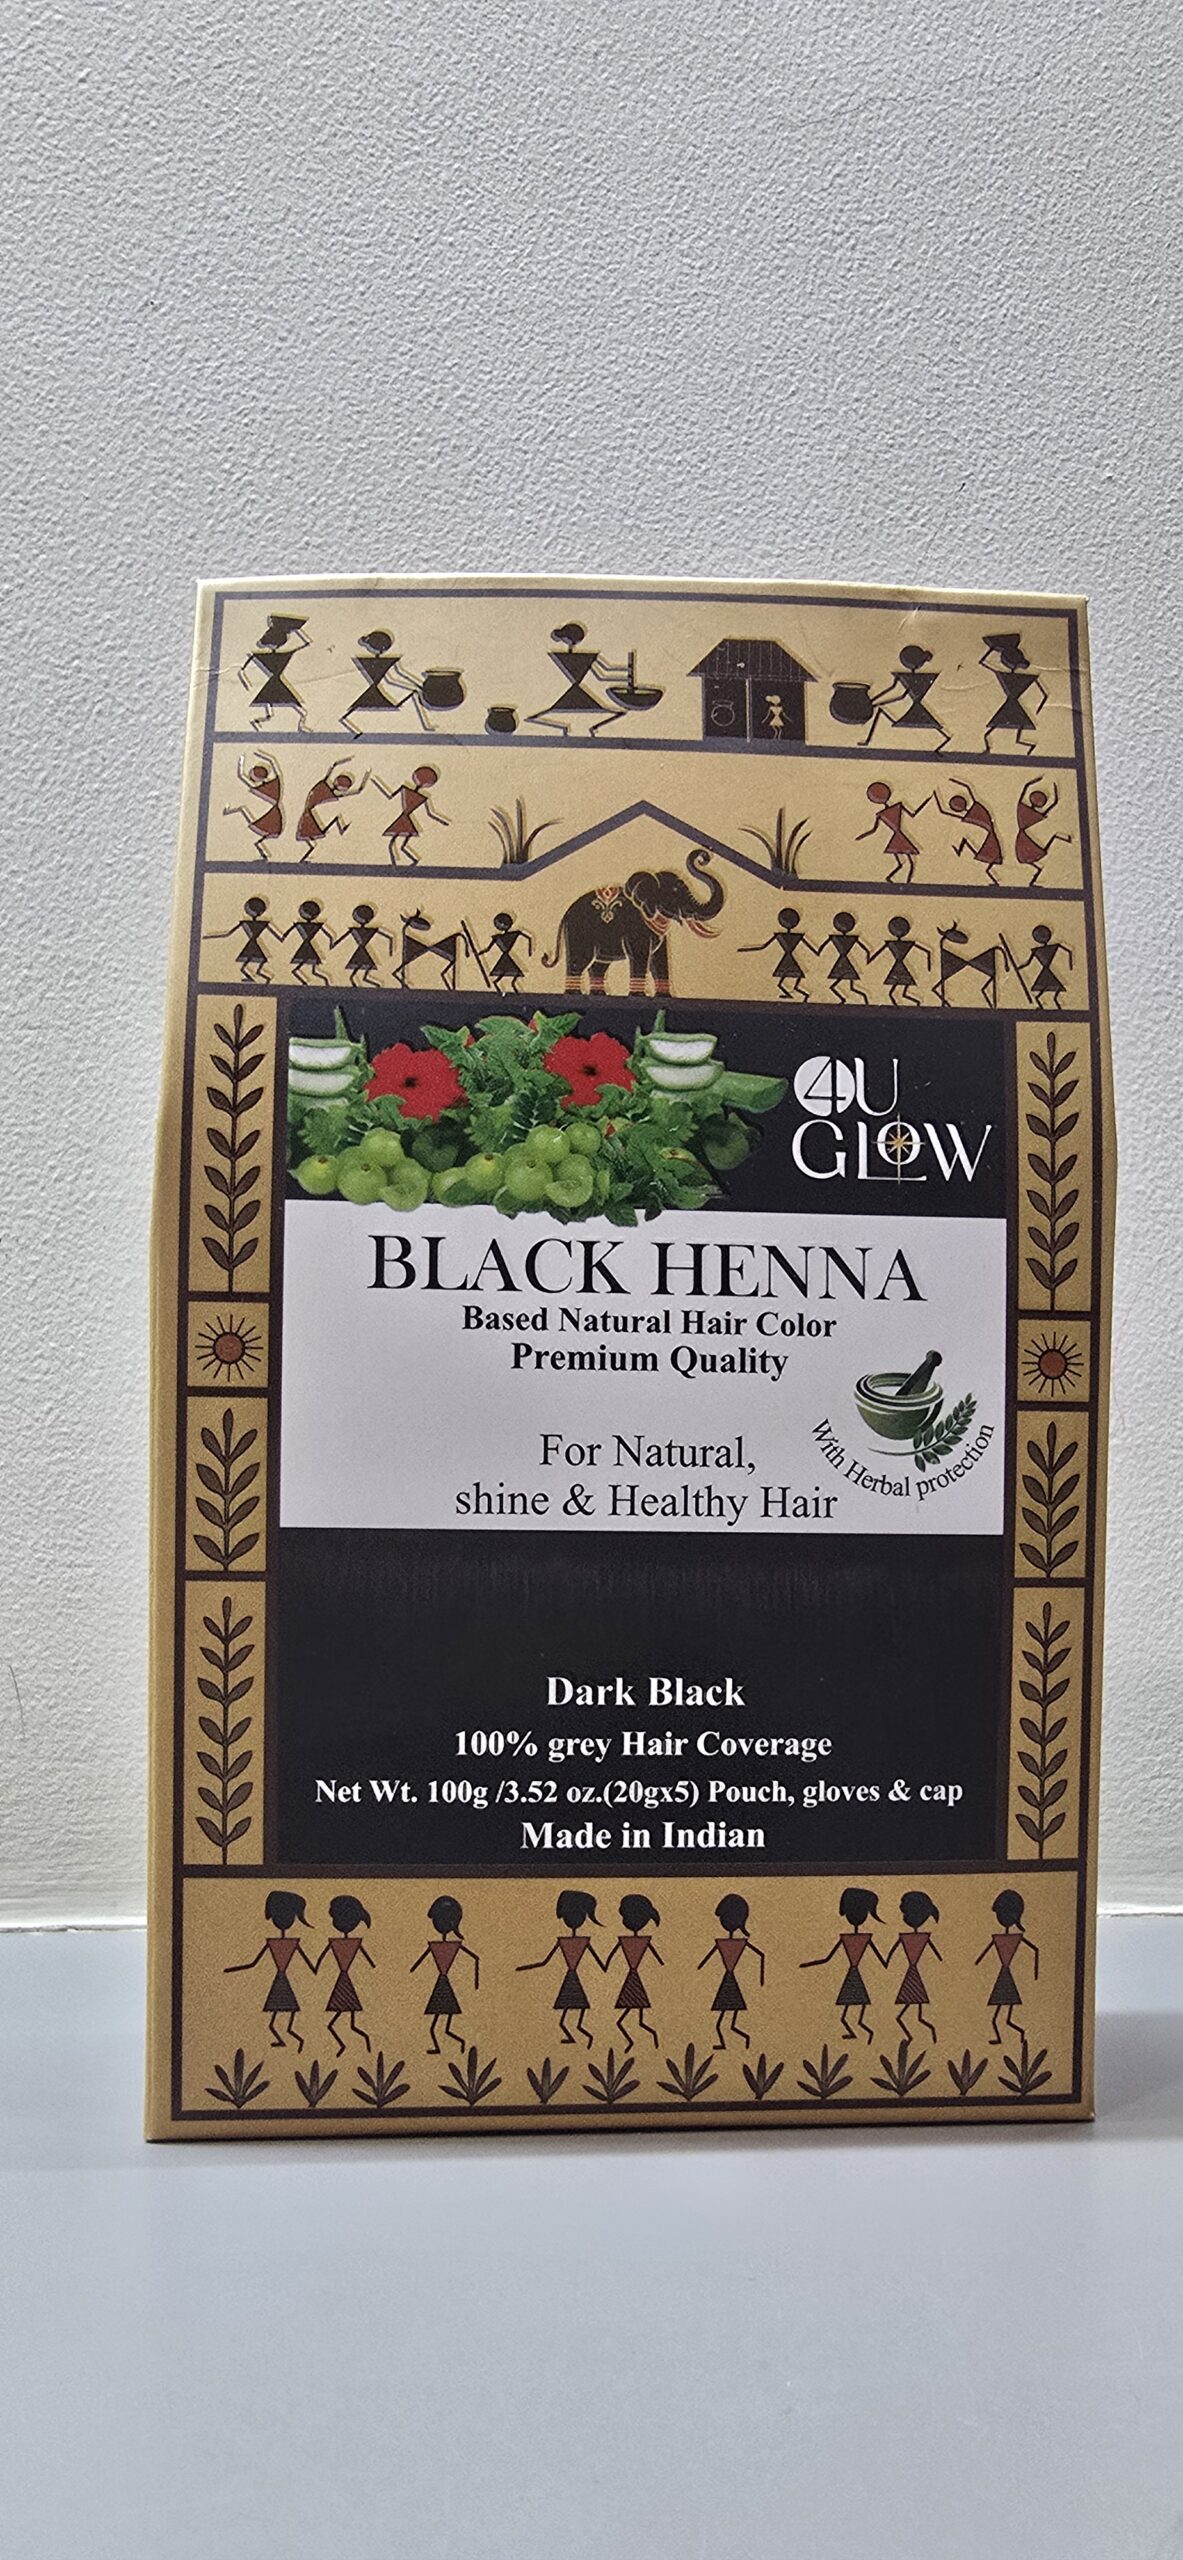 4U
GLOW
BLACK HENNA
Based Natural Hair Color
Premium Quality
With Herbal protection
For Natural,
shine & Healthy Hair
Dark Black
100% grey Hair Coverage
Net Wt. 100g /3.52 oz.(20gx5) Pouch, gloves & cap
Made in Indian